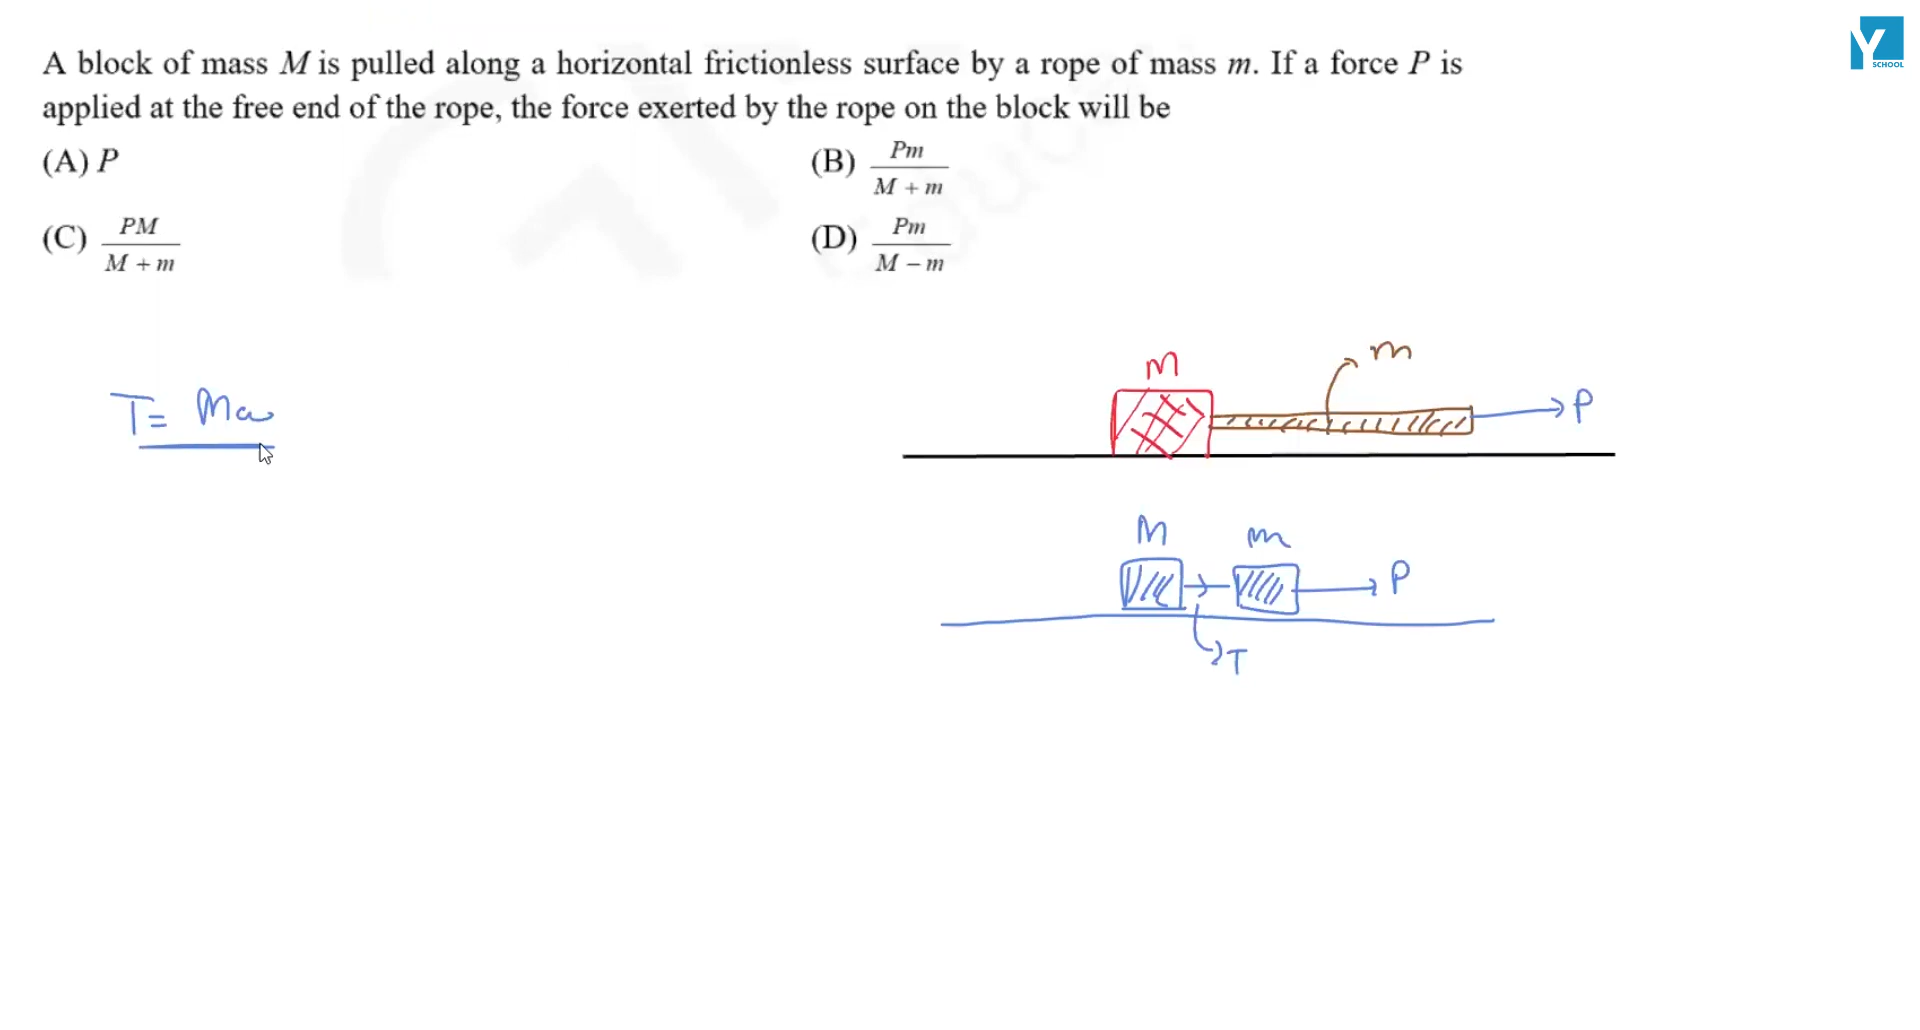 Y
SCHOOL
A block of mass M is pulled along a horizontal frictionless surface by a rope of mass m. If a force P is
applied at the free end of the rope, the force exerted by the rope on the block will be
(A) P
(B) Pm / M + m
(C) PM / M + m
(D) Pm / M − m
T = Ma
M
m
P
M
m
P
T